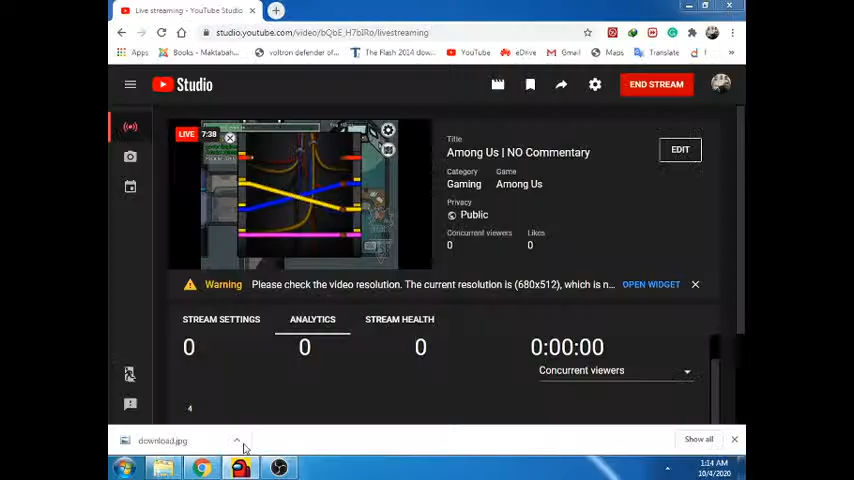 Live streaming - YouTube Studio
studio.youtube.com/video/bQbE_H7bIRo/livestreaming
Apps
Books - Maktabah...
voltron defender of...
The Flash 2014 dow...
YouTube
eDrive
Gmail
Maps
Translate
Studio
END STREAM
LIVE 7:38
Title
Among Us | NO Commentary
EDIT
Category
Game
Gaming
Among Us
Privacy
Public
Concurrent viewers
Likes
0
0
Warning Please check the video resolution. The current resolution is (680x512), which is n... OPEN WIDGET
STREAM SETTINGS
ANALYTICS
STREAM HEALTH
0
0
0
0:00:00
Concurrent viewers
4
download.jpg
Show all
1:14 AM
10/4/2020